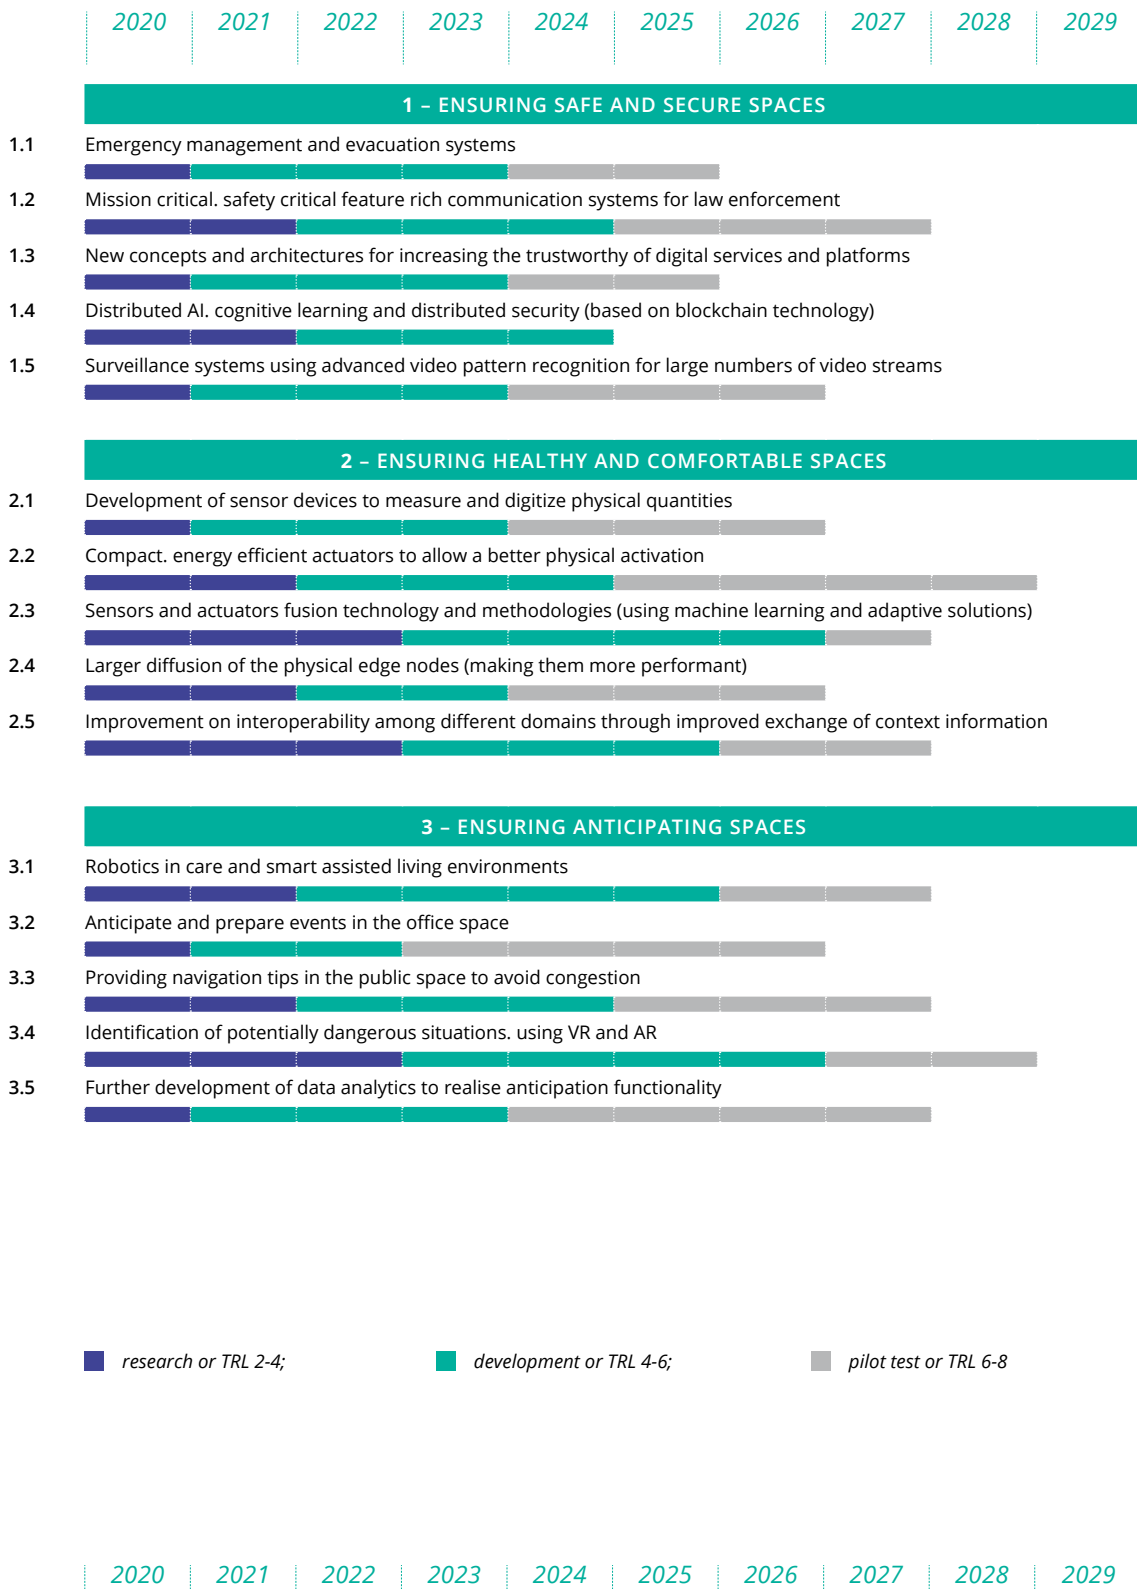 2020 2021 2022 2023 2024 2025 2026 2027 2028 2029
1 – ENSURING SAFE AND SECURE SPACES
1.1 Emergency management and evacuation systems
1.2 Mission critical. safety critical feature rich communication systems for law enforcement
1.3 New concepts and architectures for increasing the trustworthy of digital services and platforms
1.4 Distributed AI. cognitive learning and distributed security (based on blockchain technology)
1.5 Surveillance systems using advanced video pattern recognition for large numbers of video streams
2 – ENSURING HEALTHY AND COMFORTABLE SPACES
2.1 Development of sensor devices to measure and digitize physical quantities
2.2 Compact. energy efficient actuators to allow a better physical activation
2.3 Sensors and actuators fusion technology and methodologies (using machine learning and adaptive solutions)
2.4 Larger diffusion of the physical edge nodes (making them more performant)
2.5 Improvement on interoperability among different domains through improved exchange of context information
3 – ENSURING ANTICIPATING SPACES
3.1 Robotics in care and smart assisted living environments
3.2 Anticipate and prepare events in the office space
3.3 Providing navigation tips in the public space to avoid congestion
3.4 Identification of potentially dangerous situations. using VR and AR
3.5 Further development of data analytics to realise anticipation functionality
research or TRL 2-4; development or TRL 4-6; pilot test or TRL 6-8
2020 2021 2022 2023 2024 2025 2026 2027 2028 2029